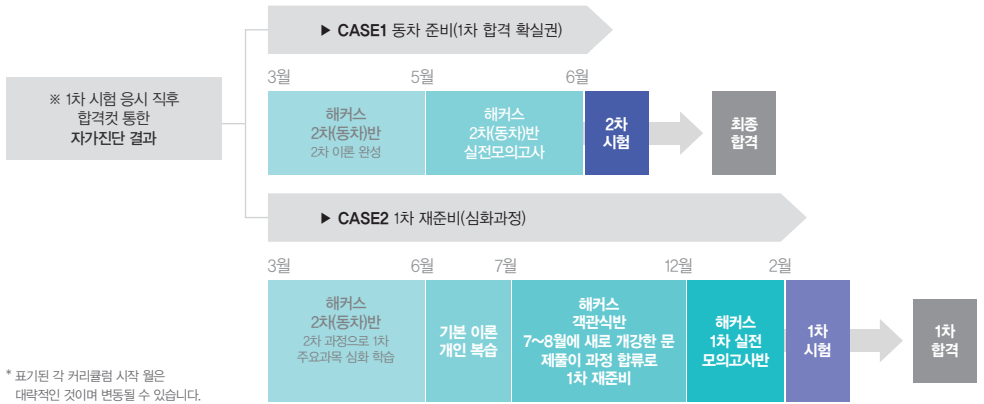 ※ 1차 시험 응시 직후
합격컷 통한
자가진단 결과
▶ CASE1 동차 준비(1차 합격 확실권)
3월 5월 6월
해커스
2차(동차)반
2차 이론 완성
해커스
2차(동차)반
실전모의고사
2차
시험
최종
합격
▶ CASE2 1차 재준비(심화과정)
3월 6월 7월 12월 2월
해커스
2차(동차)반
2차 과정으로 1차
주요과목 심화 학습
기본 이론
개인 복습
해커스
객관식반
7~8월에 새로 개강한 문
제풀이 과정 합류로
1차 재준비
해커스
1차 실전
모의고사반
1차
시험
1차
합격
* 표기된 각 커리큘럼 시작 월은
대략적인 것이며 변동될 수 있습니다.